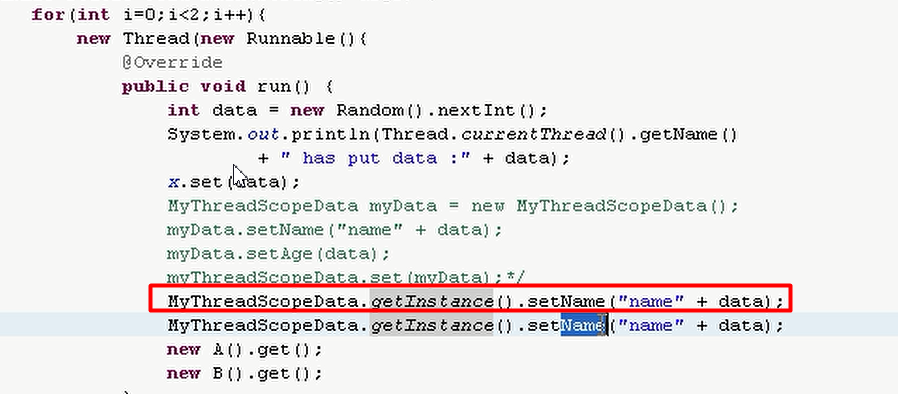 for(int i=0;i<2;i++){
new Thread(new Runnable(){
@Override
public void run() {
int data = new Random().nextInt();
System.out.println(Thread.currentThread().getName()
+ " has put data :" + data);
x.set(data);
MyThreadScopeData myData = new MyThreadScopeData();
myData.setName("name" + data);
myData.setAge(data);
myThreadScopeData.set(myData);*/
MyThreadScopeData.getInstance().setName("name" + data);
MyThreadScopeData.getInstance().setName("name" + data);
new A().get();
new B().get();